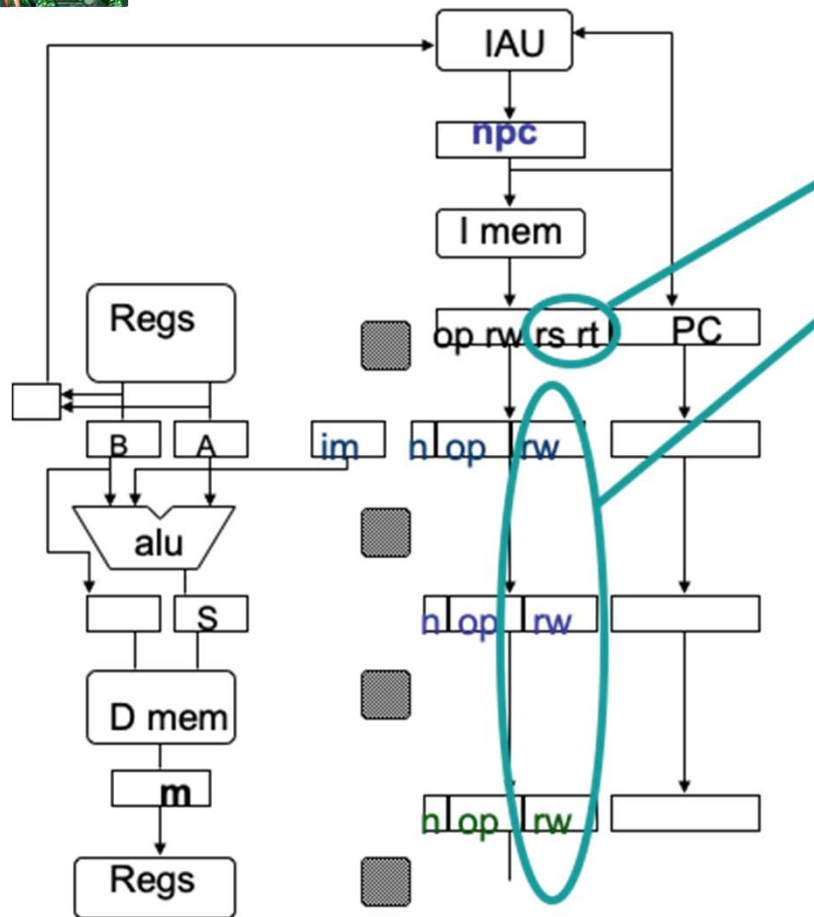 IAU
npc
I mem
Regs
op rw rs rt PC
B A im n op rw
alu
S n op rw
D mem
m
n op rw
Regs